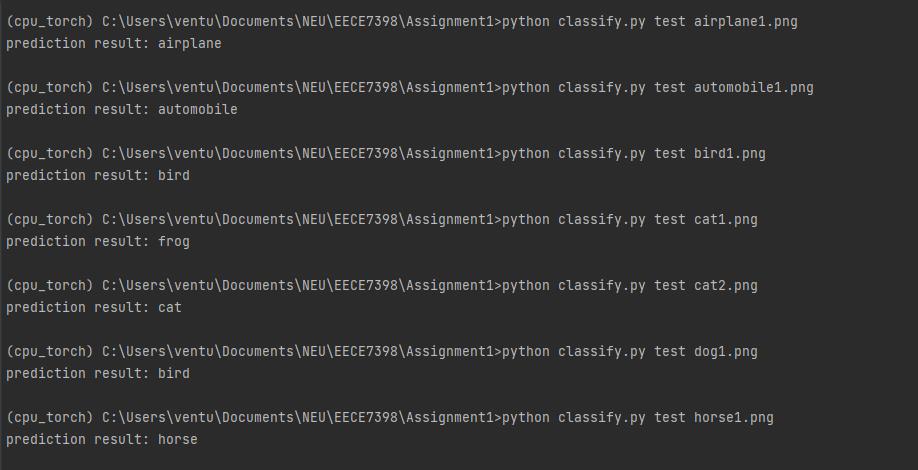 (cpu_torch) C:\Users\ventu\Documents\NEU\EECE7398\Assignment1>python classify.py test airplane1.png
prediction result: airplane
(cpu_torch) C:\Users\ventu\Documents\NEU\EECE7398\Assignment1>python classify.py test automobile1.png
prediction result: automobile
(cpu_torch) C:\Users\ventu\Documents\NEU\EECE7398\Assignment1>python classify.py test bird1.png
prediction result: bird
(cpu_torch) C:\Users\ventu\Documents\NEU\EECE7398\Assignment1>python classify.py test cat1.png
prediction result: frog
(cpu_torch) C:\Users\ventu\Documents\NEU\EECE7398\Assignment1>python classify.py test cat2.png
prediction result: cat
(cpu_torch) C:\Users\ventu\Documents\NEU\EECE7398\Assignment1>python classify.py test dog1.png
prediction result: bird
(cpu_torch) C:\Users\ventu\Documents\NEU\EECE7398\Assignment1>python classify.py test horse1.png
prediction result: horse